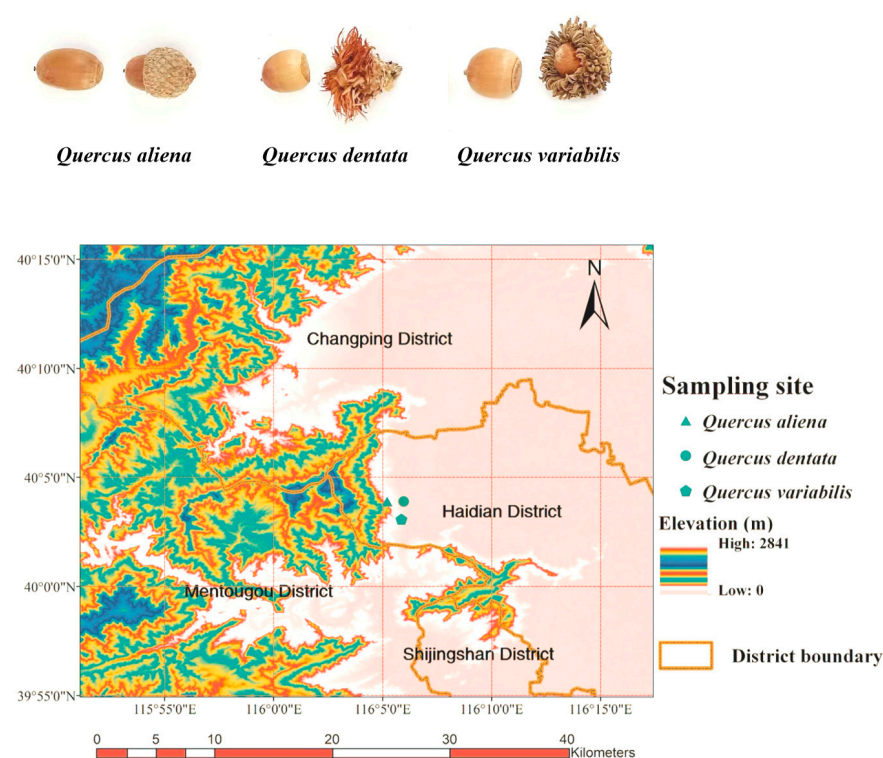 Quercus aliena
Quercus dentata
Quercus variabilis
40°15'0"N
40°10'0"N
40°5'0"N
40°0'0"N
39°55'0"N
N
Changping District
Haidian District
Mentougou District
Shijingshan District
115°55'0"E
116°0'0"E
116°5'0"E
116°10'0"E
116°15'0"E
Sampling site
Quercus aliena
Quercus dentata
Quercus variabilis
Elevation (m)
High: 2841
Low: 0
District boundary
0 5 10 20 30 40
Kilometers